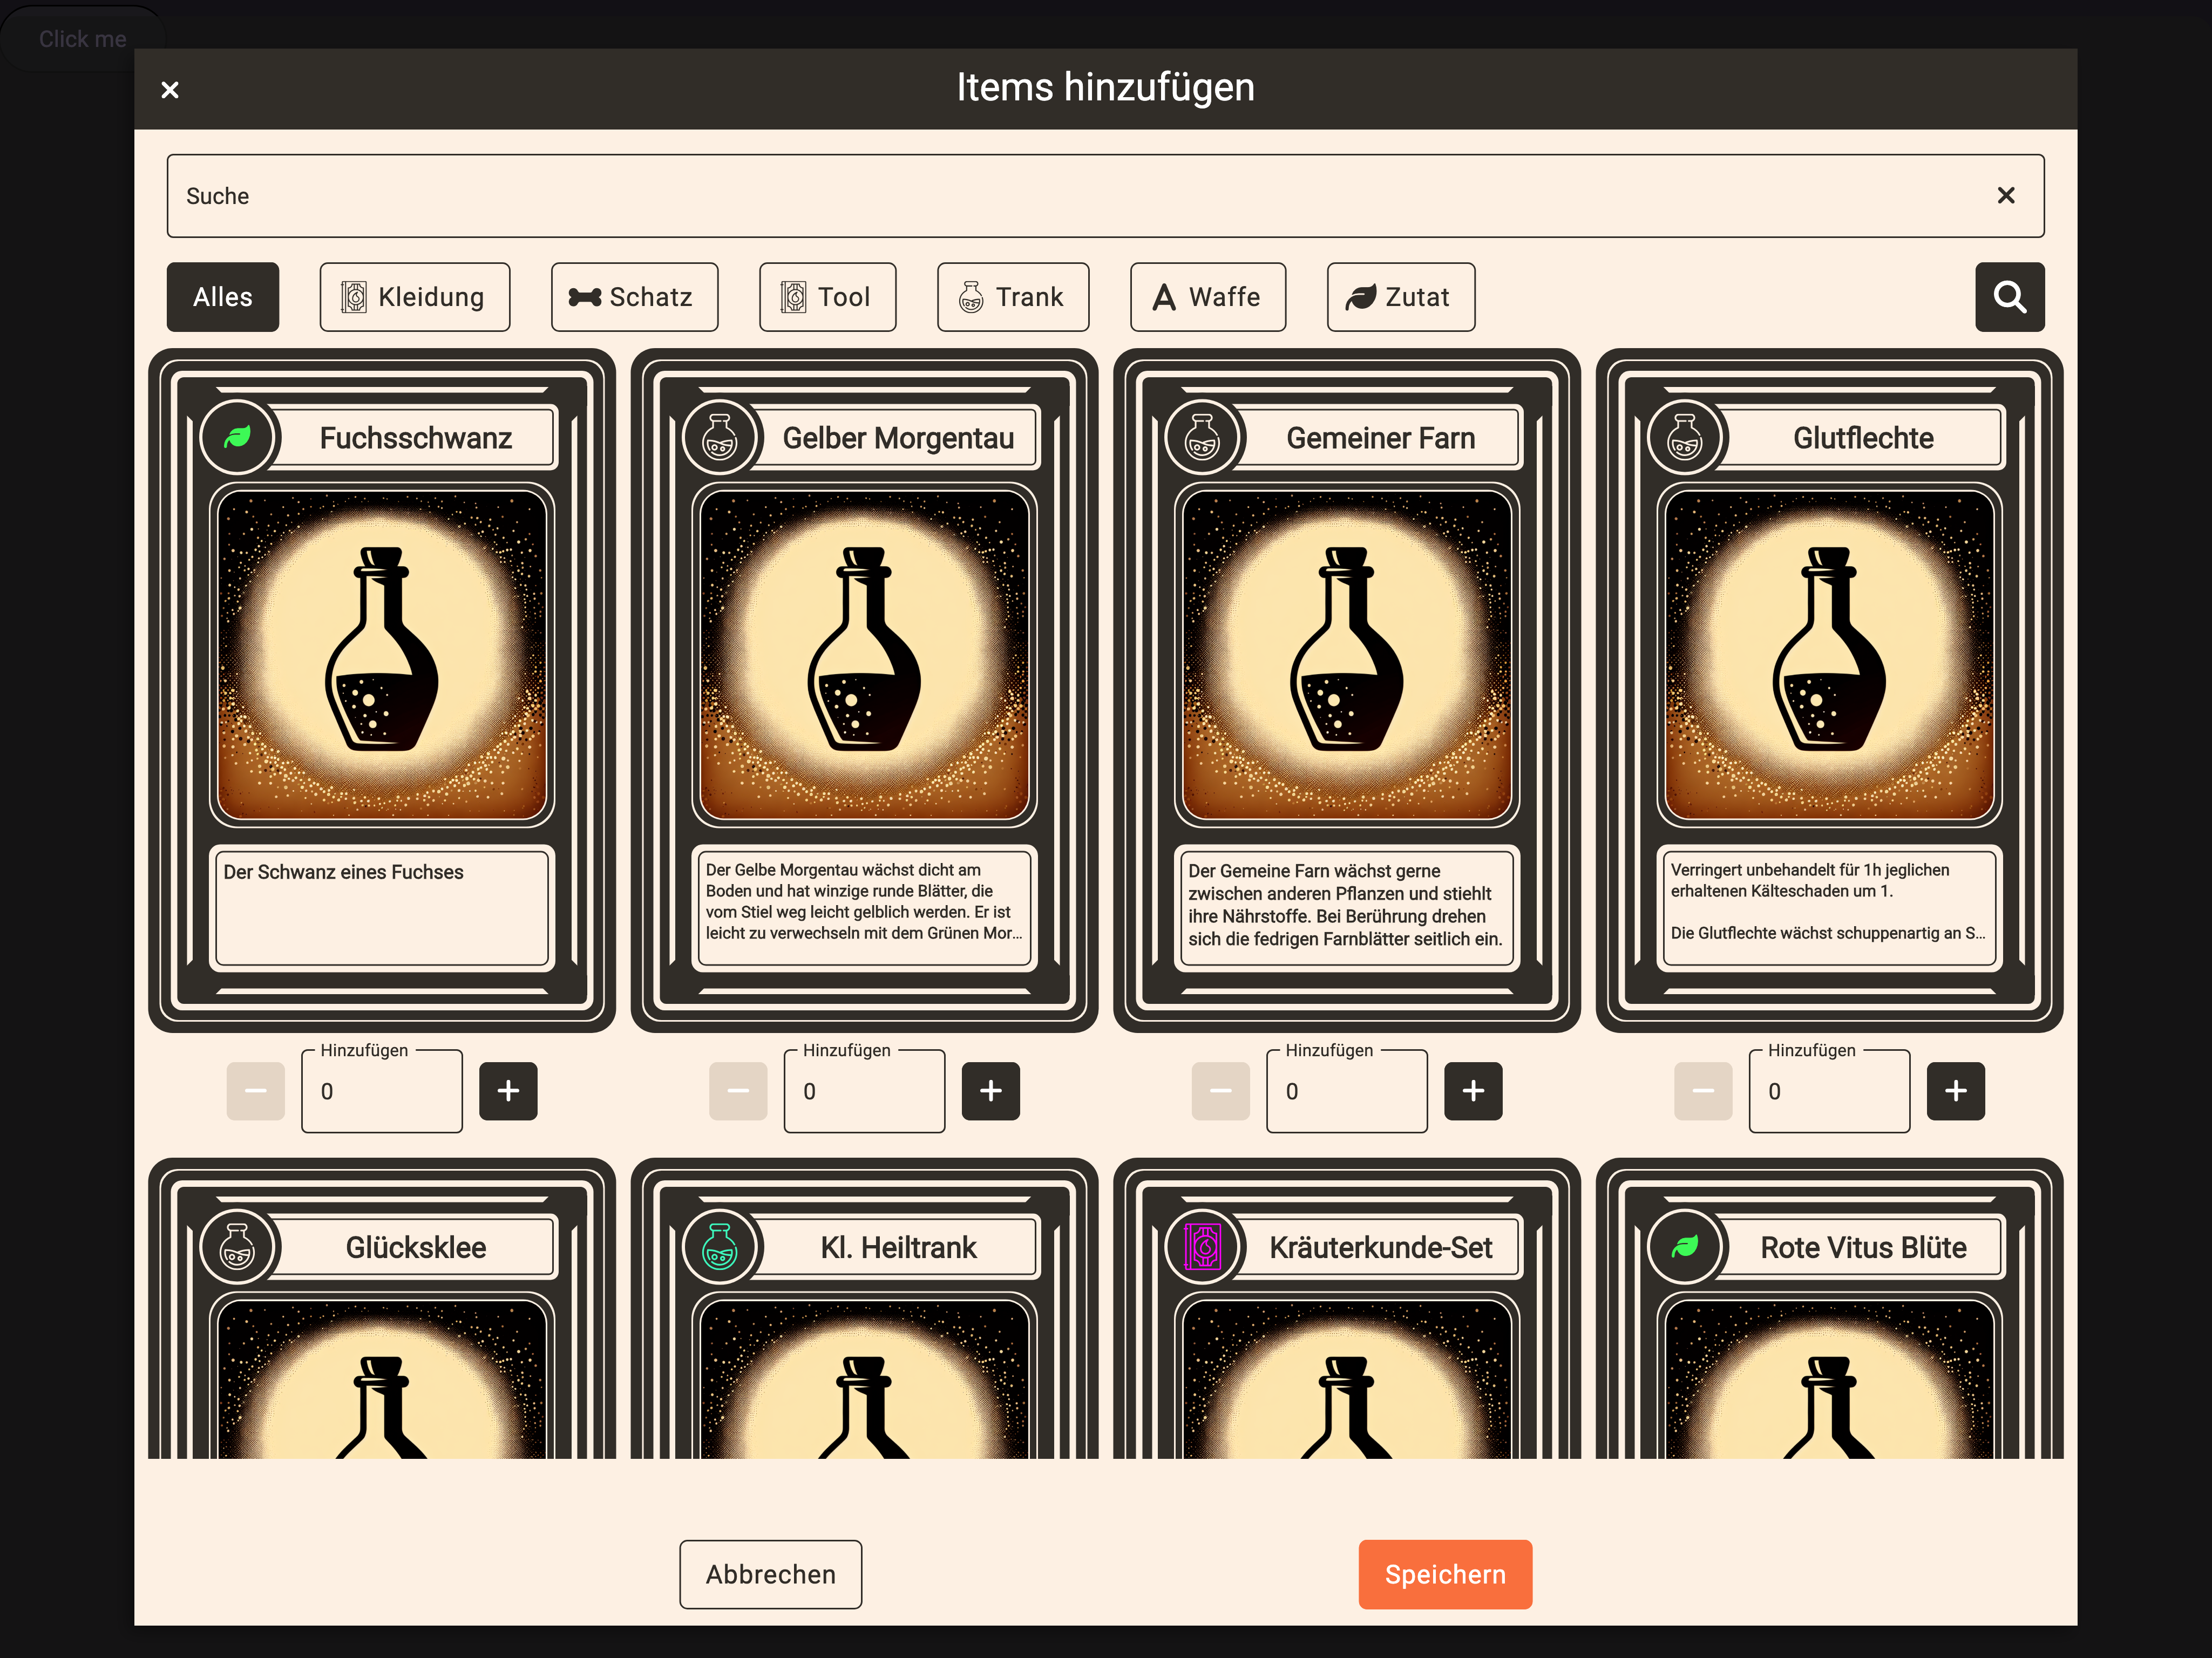 Click me
Items hinzufügen
Suche
Alles
Kleidung
Schatz
Tool
Trank
Waffe
Zutat
Fuchsschwanz
Gelber Morgentau
Gemeiner Farn
Glutflechte
Der Schwanz eines Fuchses
Der Gelbe Morgentau wächst dicht am
Boden und hat winzige runde Blätter, die
vom Stiel weg leicht gelblich werden. Er ist
leicht zu verwechseln mit dem Grünen Mor...
Der Gemeine Farn wächst gerne
zwischen anderen Pflanzen und stiehlt
ihre Nährstoffe. Bei Berührung drehen
sich die fedrigen Farnblätter seitlich ein.
Verringert unbehandelt für 1h jeglichen
erhaltenen Kälteschaden um 1.
Die Glutflechte wächst schuppenartig an S...
Hinzufügen
0
Hinzufügen
0
Hinzufügen
0
Hinzufügen
0
Glücksklee
Kl. Heiltrank
Kräuterkunde-Set
Rote Vitus Blüte
Abbrechen
Speichern